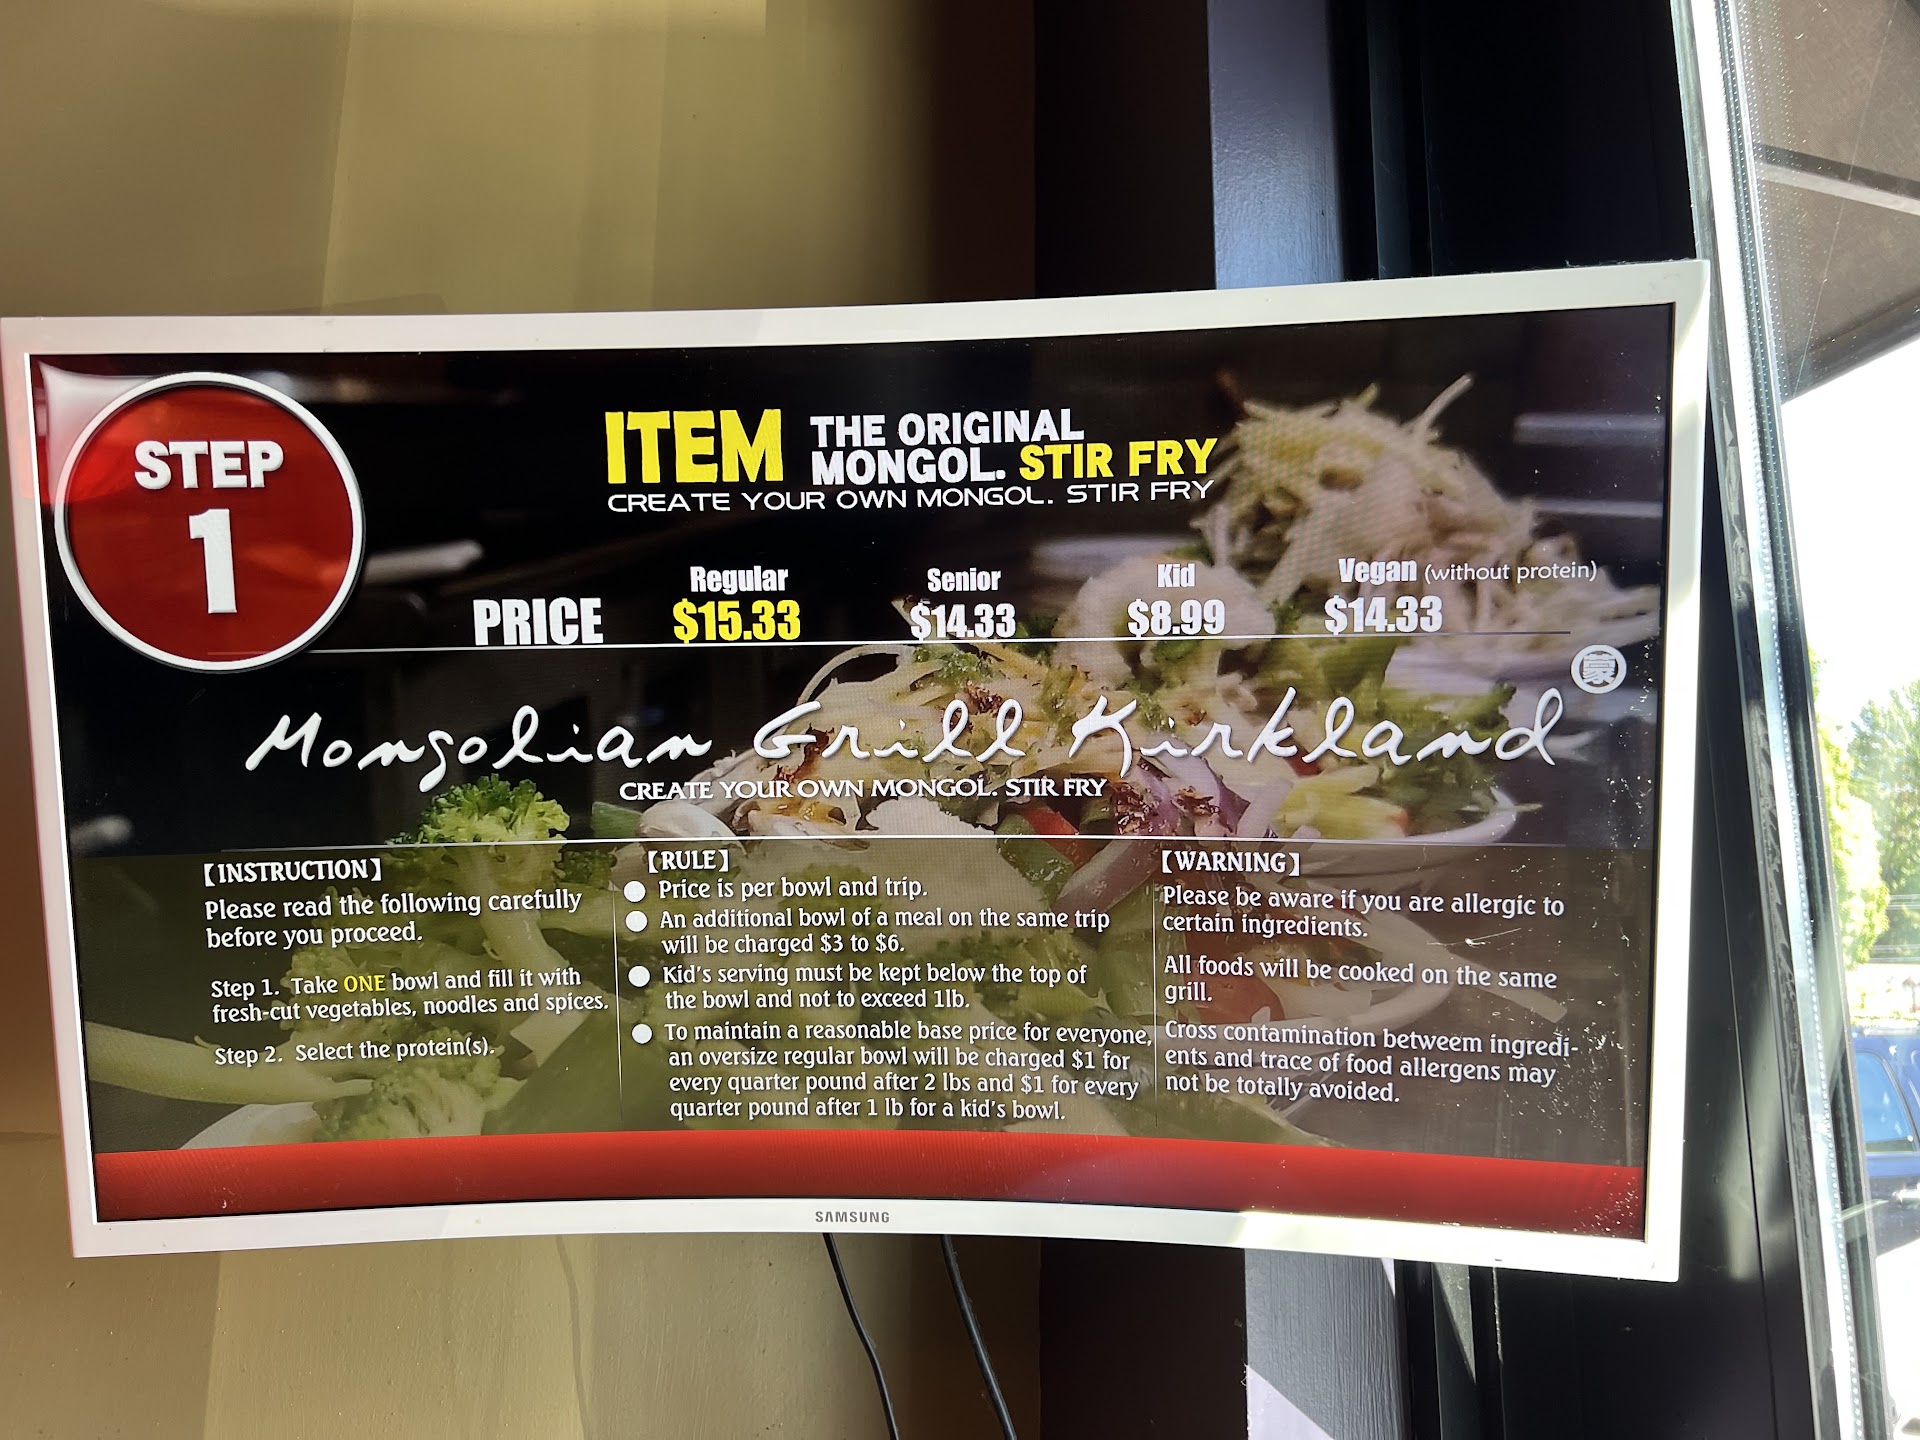 STEP
1
ITEM THE ORIGINAL
MONGOL. STIR FRY
CREATE YOUR OWN MONGOL. STIR FRY
Regular Senior Kid Vegan (without protein)
PRICE $15.33 $14.33 $8.99 $14.33
蒙
Mongolian Grill Kirkland
CREATE YOUR OWN MONGOL. STIR FRY
【INSTRUCTION】
Please read the following carefully
before you proceed.
Step 1. Take ONE bowl and fill it with
fresh-cut vegetables, noodles and spices.
Step 2. Select the protein(s).
【RULE】
Price is per bowl and trip.
An additional bowl of a meal on the same trip
will be charged $3 to $6.
Kid's serving must be kept below the top of
the bowl and not to exceed 1lb.
To maintain a reasonable base price for everyone,
an oversize regular bowl will be charged $1 for
every quarter pound after 2 lbs and $1 for every
quarter pound after 1 lb for a kid's bowl.
【WARNING】
Please be aware if you are allergic to
certain ingredients.
All foods will be cooked on the same
grill.
Cross contamination betweem ingredi-
ents and trace of food allergens may
not be totally avoided.
SAMSUNG